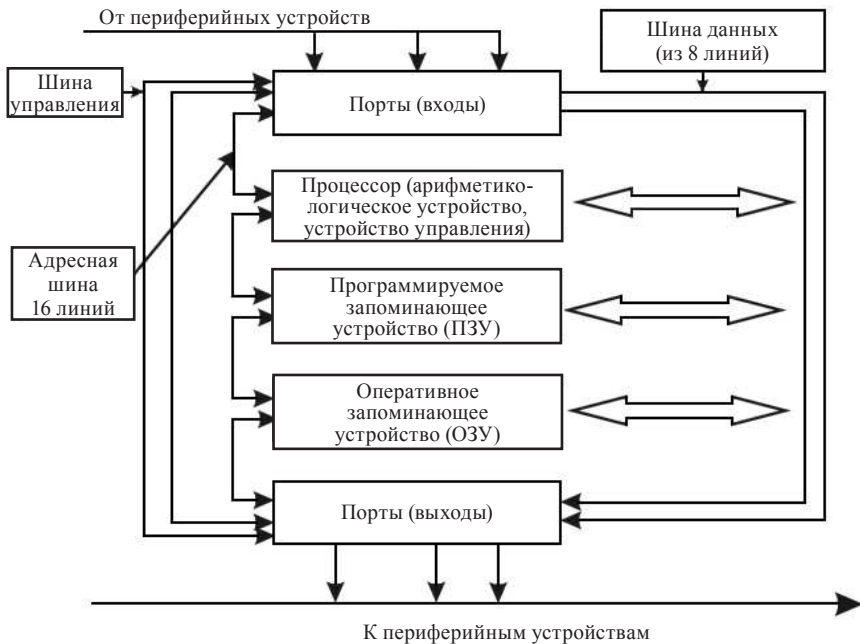 От периферийных устройств
Шина данных
(из 8 линий)
Шина
управления
Порты (входы)
Процессор (арифметико-
логическое устройство,
устройство управления)
Адресная
шина
16 линий
Программируемое
запоминающее
устройство (ПЗУ)
Оперативное
запоминающее
устройство (ОЗУ)
Порты (выходы)
К периферийным устройствам